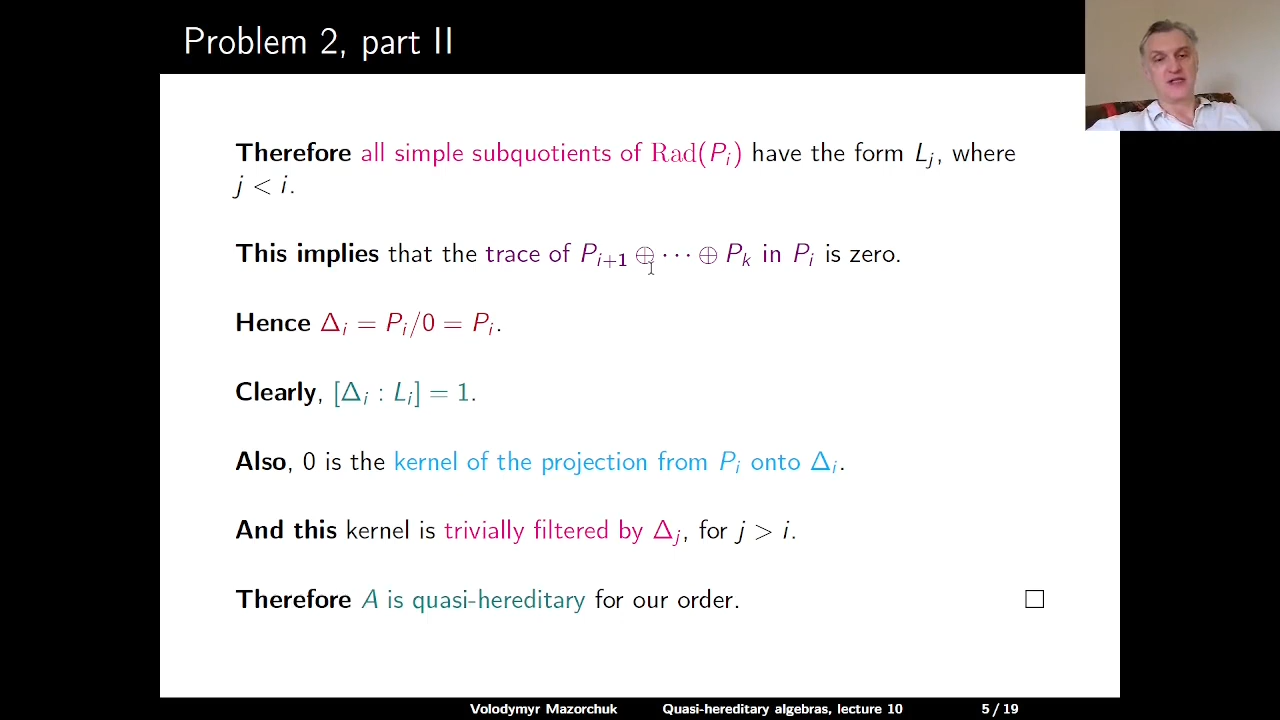 Problem 2, part II
Therefore all simple subquotients of Rad(P_i) have the form L_j, where
j < i.
This implies that the trace of P_{i+1} ⊕ ⋯ ⊕ P_k in P_i is zero.
Hence Δ_i = P_i/0 = P_i.
Clearly, [Δ_i : L_i] = 1.
Also, 0 is the kernel of the projection from P_i onto Δ_i.
And this kernel is trivially filtered by Δ_j, for j > i.
Therefore A is quasi-hereditary for our order. □
Volodymyr Mazorchuk Quasi-hereditary algebras, lecture 10 5 / 19